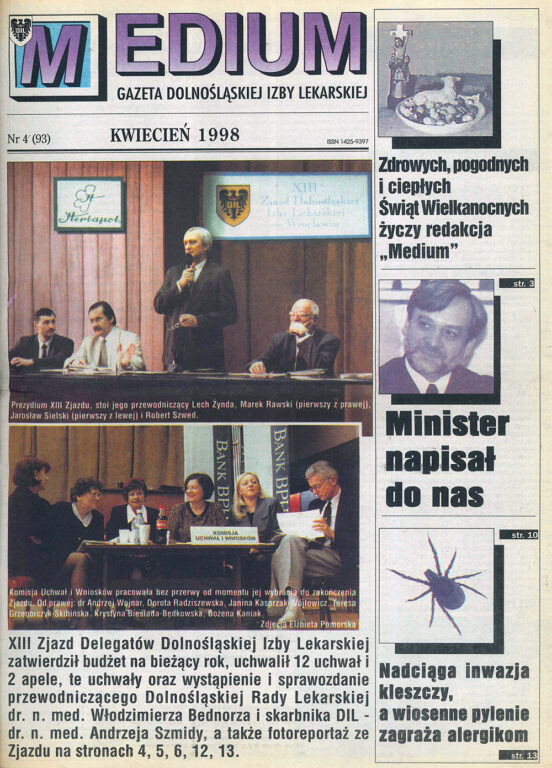 DIL
MEDIUM
GAZETA DOLNOŚLĄSKIEJ IZBY LEKARSKIEJ
Nr 4 (93)
KWIECIEŃ 1998
ISSN 1425-9397
Herbapol
DIL
XIII
Zjazd Dolnośląskiej
Izby Lekarskiej
we Wrocławiu
Prezydium XIII Zjazdu, stoi jego przewodniczący Lech Żynda, Marek Rawski (pierwszy z prawej),
Jarosław Sielski (pierwszy z lewej) i Robert Szwed.
BANK BPH
BANK BPH
KOMISJA
UCHWAŁ I WNIOSKÓW
Komisja Uchwał i Wniosków pracowała bez przerwy od momentu jej wybrania do zakończenia
Zjazdu. Od prawej: dr Andrzej Wojnar, Dorota Radziszewska, Janina Kasprzak-Wójtowicz, Teresa
Grzegorczyk-Skibińska, Krystyna Biesiada-Będkowska, Bożena Kaniak.
Zdjęcia Elżbieta Pomorska
XIII Zjazd Delegatów Dolnośląskiej Izby Lekarskiej
zatwierdził budżet na bieżący rok, uchwalił 12 uchwał i
2 apele, te uchwały oraz wystąpienie i sprawozdanie
przewodniczącego Dolnośląskiej Rady Lekarskiej
dr. n. med. Włodzimierza Bednorza i skarbnika DIL -
dr. n. med. Andrzeja Szmidy, a także fotoreportaż ze
Zjazdu na stronach 4, 5, 6, 12, 13.
Zdrowych, pogodnych
i ciepłych
Świąt Wielkanocnych
życzy redakcja
„Medium”
str. 3
Minister
napisał
do nas
str. 10
Nadciąga inwazja
kleszczy,
a wiosenne pylenie
zagraża alergikom
str. 13